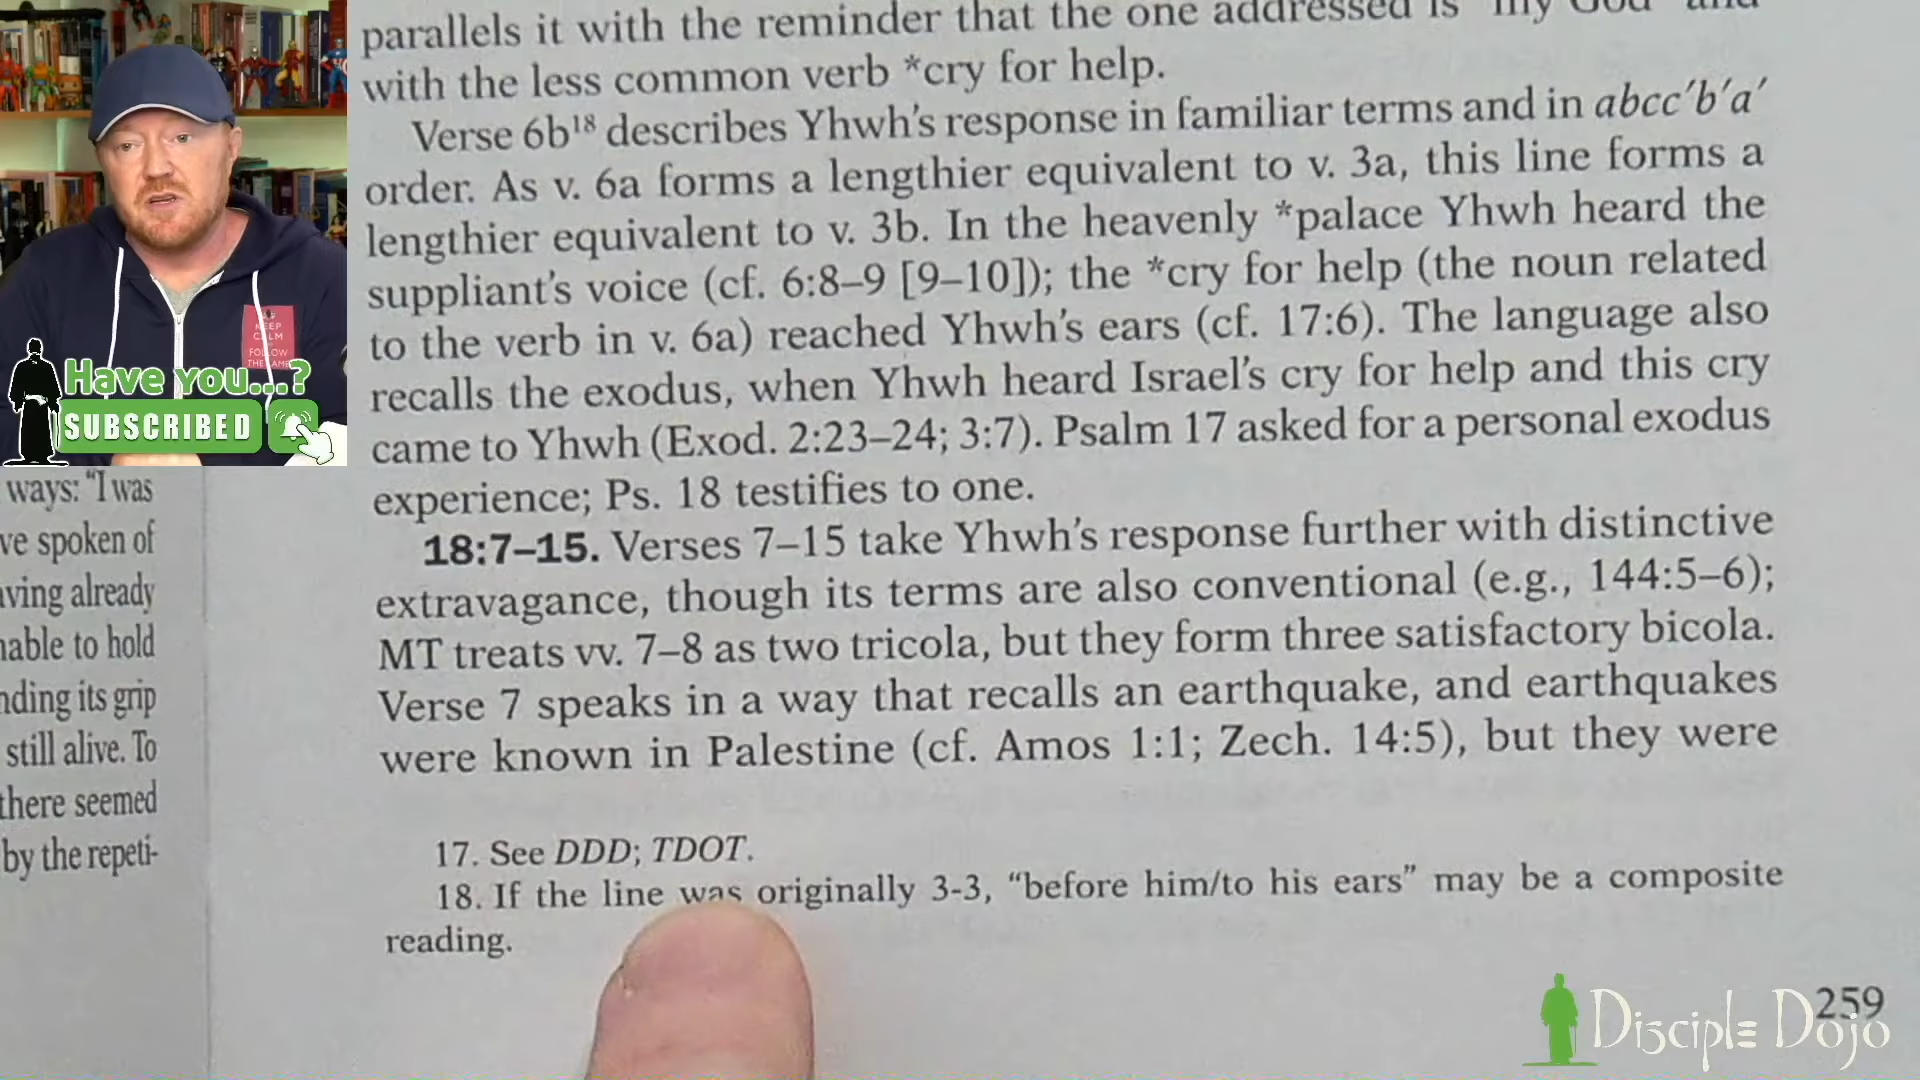 parallels it with the reminder that the one addressed is "my God" and
with the less common verb *cry for help.
Verse 6b18 describes Yhwh's response in familiar terms and in abcc′b′a′
order. As v. 6a forms a lengthier equivalent to v. 3a, this line forms a
lengthier equivalent to v. 3b. In the heavenly *palace Yhwh heard the
suppliant's voice (cf. 6:8–9 [9–10]); the *cry for help (the noun related
to the verb in v. 6a) reached Yhwh's ears (cf. 17:6). The language also
recalls the exodus, when Yhwh heard Israel's cry for help and this cry
came to Yhwh (Exod. 2:23–24; 3:7). Psalm 17 asked for a personal exodus
experience; Ps. 18 testifies to one.
18:7–15. Verses 7–15 take Yhwh's response further with distinctive
extravagance, though its terms are also conventional (e.g., 144:5–6);
MT treats vv. 7–8 as two tricola, but they form three satisfactory bicola.
Verse 7 speaks in a way that recalls an earthquake, and earthquakes
were known in Palestine (cf. Amos 1:1; Zech. 14:5), but they were
17. See DDD; TDOT.
18. If the line was originally 3-3, "before him/to his ears" may be a composite
reading.
259
ways: "I was
ve spoken of
aving already
nable to hold
nding its grip
still alive. To
there seemed
by the repeti-
KEEP
CALM
FOLLOW
THE LAMB
Have you...?
SUBSCRIBED
Disciple Dojo